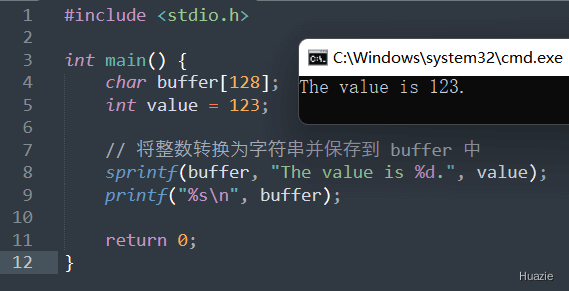 1 #include <stdio.h>
2
3 int main() {
4     char buffer[128];
5     int value = 123;
6
7     // 将整数转换为字符串并保存到 buffer 中
8     sprintf(buffer, "The value is %d.", value);
9     printf("%s\n", buffer);
10
11     return 0;
12 }
C:\Windows\system32\cmd.exe
The value is 123.
Huazie